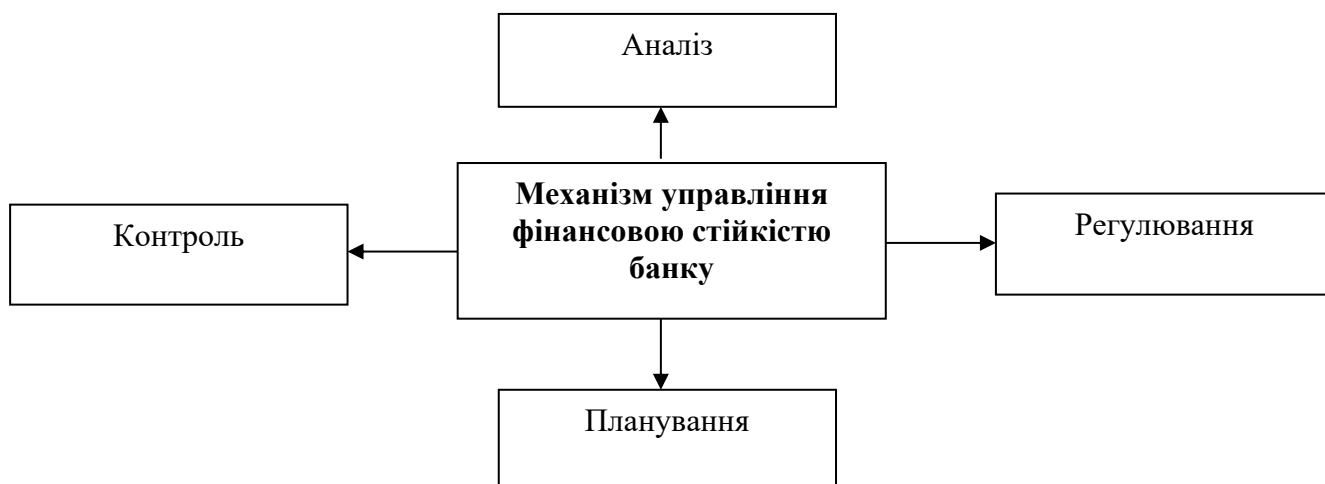 Аналіз
Механізм управління
фінансовою стійкістю
банку
Контроль
Регулювання
Планування